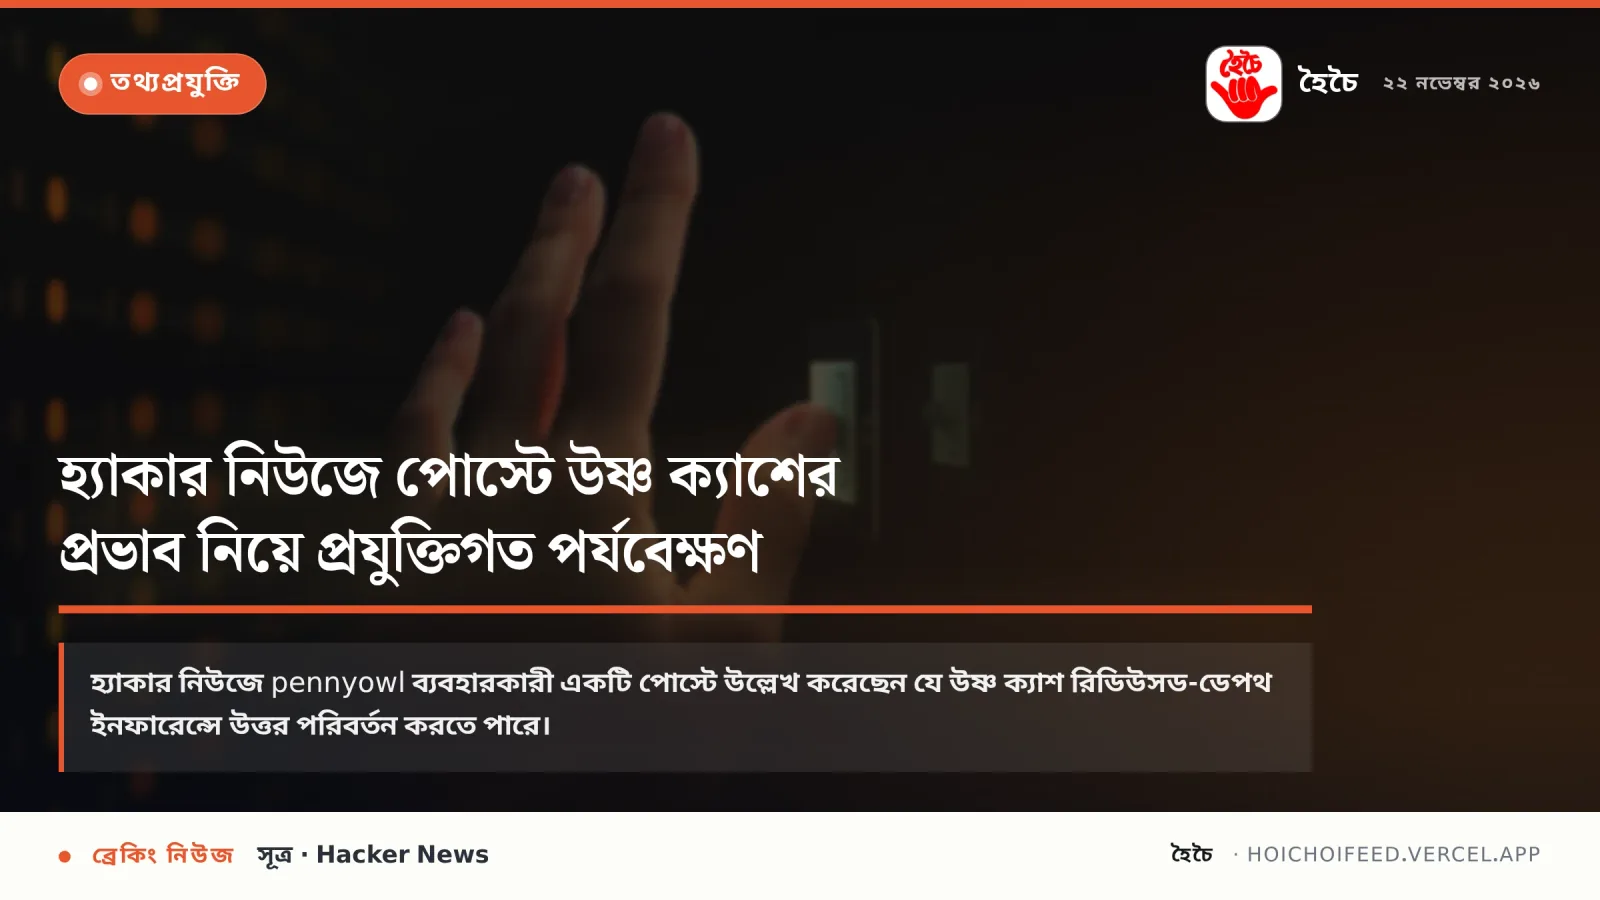 তথ্যপ্রযুক্তি
হৈচৈ
হৈচৈ ২২ নভেম্বর ২০২৬
হ্যাকার নিউজে পোস্টে উষ্ণ ক্যাশের
প্রভাব নিয়ে প্রযুক্তিগত পর্যবেক্ষণ
হ্যাকার নিউজে pennyowl ব্যবহারকারী একটি পোস্টে উল্লেখ করেছেন যে উষ্ণ ক্যাশ রিডিউসড-ডেপথ
ইনফারেন্সে উত্তর পরিবর্তন করতে পারে।
ব্রেকিং নিউজ সূত্র · Hacker News
হৈচৈ · HOICHOIFEED.VERCEL.APP